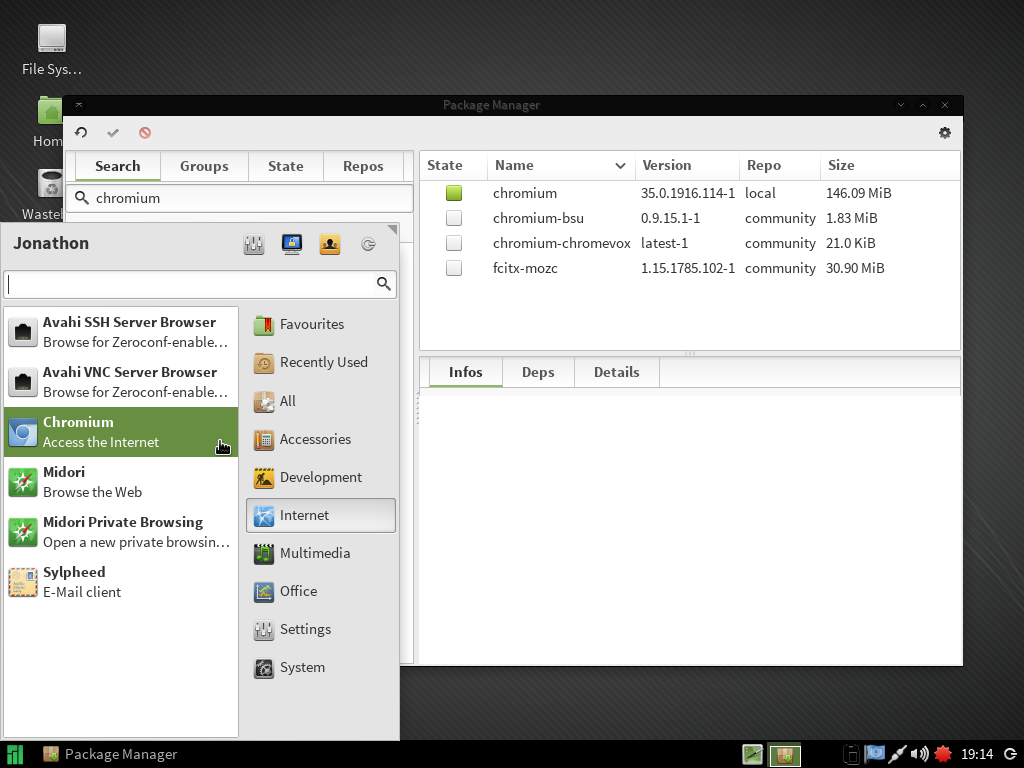 File Sys…
Hom
Waste
Package Manager
Search Groups State Repos
chromium
State Name Version Repo Size
chromium 35.0.1916.114-1 local 146.09 MiB
chromium-bsu 0.9.15.1-1 community 1.83 MiB
chromium-chromevox latest-1 community 21.0 KiB
fcitx-mozc 1.15.1785.102-1 community 30.90 MiB
Infos Deps Details
Jonathon
Avahi SSH Server Browser
Browse for Zeroconf-enable…
Avahi VNC Server Browser
Browse for Zeroconf-enable…
Chromium
Access the Internet
Midori
Browse the Web
Midori Private Browsing
Open a new private browsin…
Sylpheed
E-Mail client
Favourites
Recently Used
All
Accessories
Development
Internet
Multimedia
Office
Settings
System
Package Manager
19:14